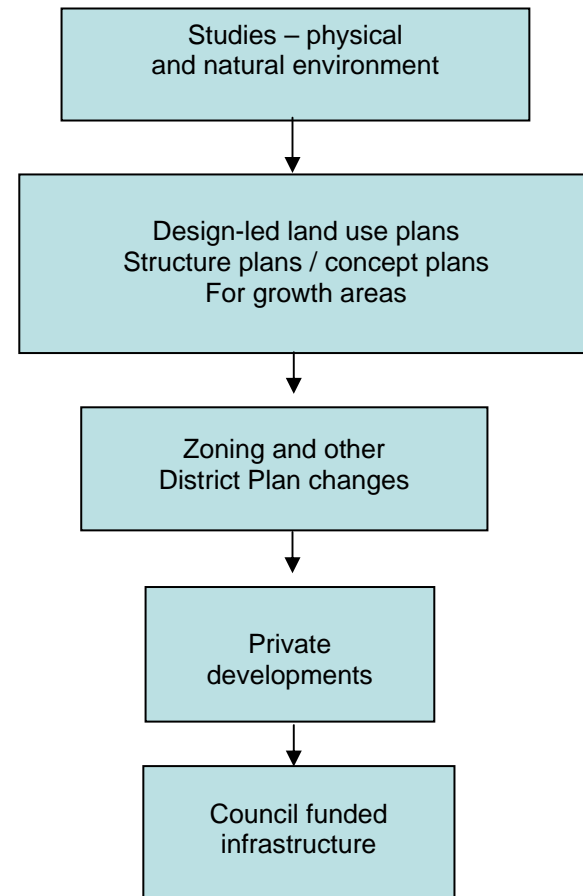 Studies – physical
and natural environment
Design-led land use plans
Structure plans / concept plans
For growth areas
Zoning and other
District Plan changes
Private
developments
Council funded
infrastructure